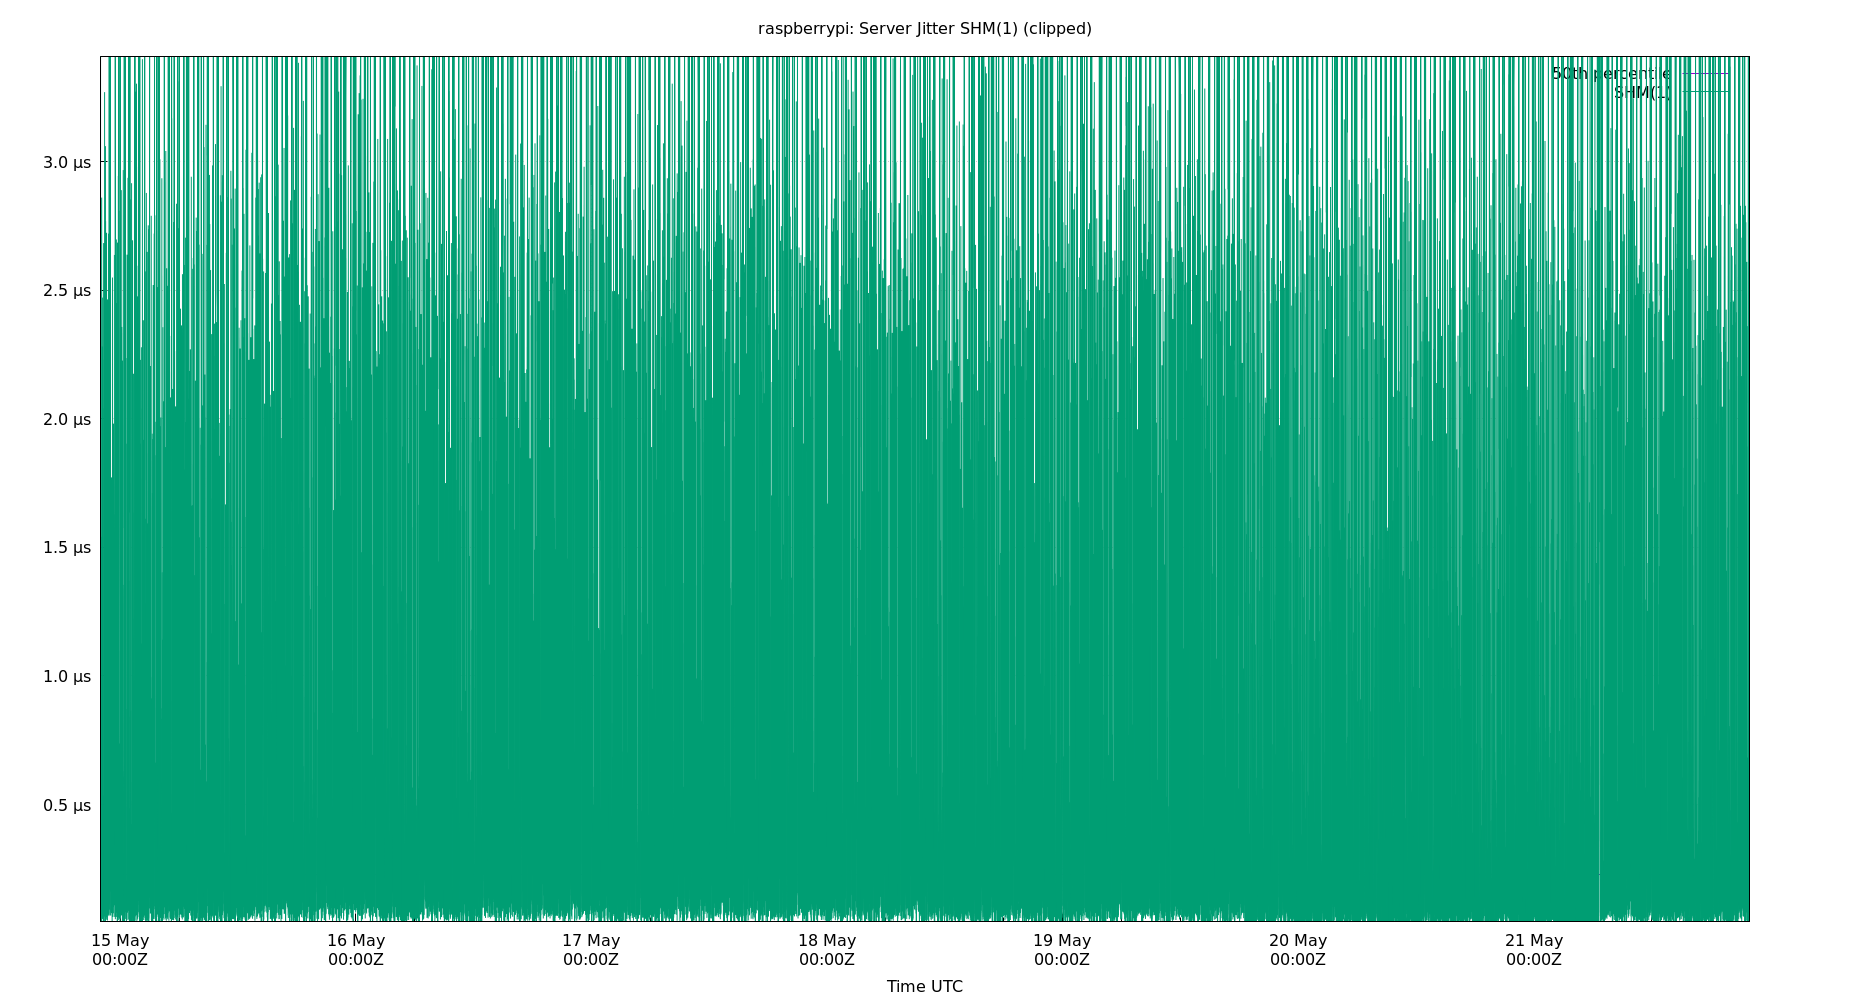 raspberrypi: Server Jitter SHM(1) (clipped)
50th percentile
SHM(1)
3.0 µs
2.5 µs
2.0 µs
1.5 µs
1.0 µs
0.5 µs
15 May 16 May 17 May 18 May 19 May 20 May 21 May
00:00Z 00:00Z 00:00Z 00:00Z 00:00Z 00:00Z 00:00Z
Time UTC